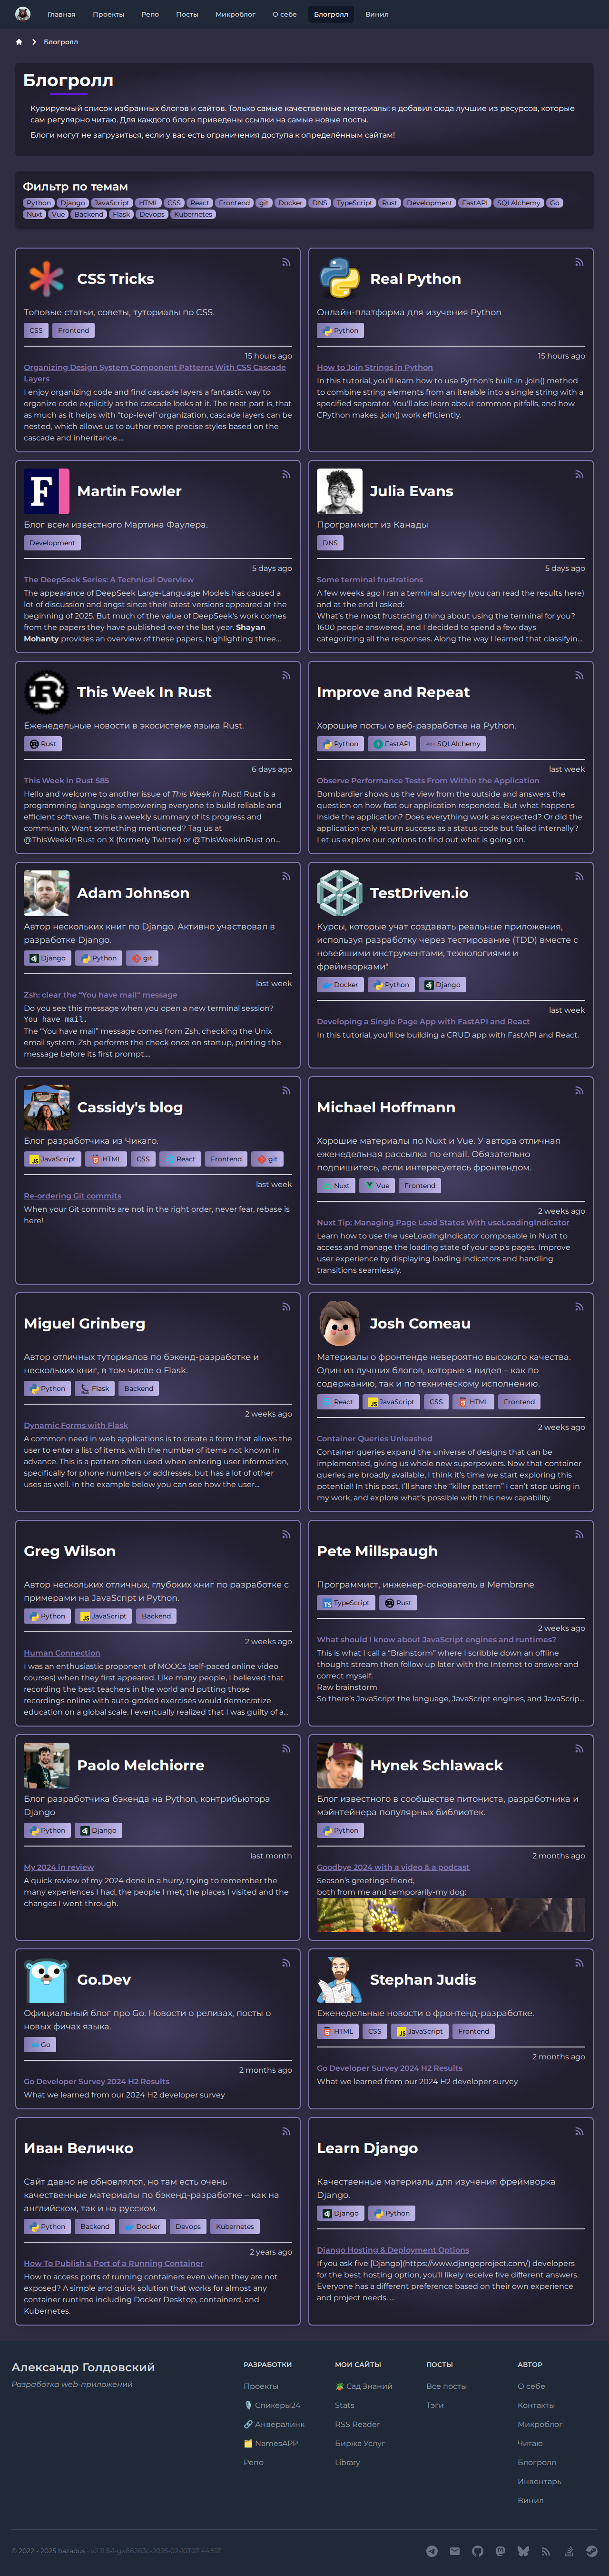 Главная Проекты Репо Посты Микроблог О себе Блогролл Винил
Блогролл
Блогролл
Курируемый список избранных блогов и сайтов. Только самые качественные материалы: я добавил сюда лучшие из ресурсов, которые
сам регулярно читаю. Для каждого блога приведены ссылки на самые новые посты.
Блоги могут не загрузиться, если у вас есть ограничения доступа к определённым сайтам!
Фильтр по темам
Python Django JavaScript HTML CSS React Frontend git Docker DNS TypeScript Rust Development FastAPI SQLAlchemy Go
Nuxt Vue Backend Flask Devops Kubernetes
CSS Tricks
Топовые статьи, советы, туториалы по CSS.
CSS Frontend
15 hours ago
Organizing Design System Component Patterns With CSS Cascade
Layers
I enjoy organizing code and find cascade layers a fantastic way to
organize code explicitly as the cascade looks at it. The neat part is, that
as much as it helps with "top-level" organization, cascade layers can be
nested, which allows us to author more precise styles based on the
cascade and inheritance....
Real Python
Онлайн-платформа для изучения Python
Python
15 hours ago
How to Join Strings in Python
In this tutorial, you'll learn how to use Python's built-in .join() method
to combine string elements from an iterable into a single string with a
specified separator. You'll also learn about common pitfalls, and how
CPython makes .join() work efficiently.
Martin Fowler
Блог всем известного Мартина Фаулера.
Development
5 days ago
The DeepSeek Series: A Technical Overview
The appearance of DeepSeek Large-Language Models has caused a
lot of discussion and angst since their latest versions appeared at the
beginning of 2025. But much of the value of DeepSeek's work comes
from the papers they have published over the last year. Shayan
Mohanty provides an overview of these papers, highlighting three...
Julia Evans
Программист из Канады
DNS
5 days ago
Some terminal frustrations
A few weeks ago I ran a terminal survey (you can read the results here)
and at the end I asked:
What's the most frustrating thing about using the terminal for you?
1600 people answered, and I decided to spend a few days
categorizing all the responses. Along the way I learned that classifyin...
This Week In Rust
Еженедельные новости в экосистеме языка Rust.
Rust
6 days ago
This Week in Rust 585
Hello and welcome to another issue of This Week in Rust! Rust is a
programming language empowering everyone to build reliable and
efficient software. This is a weekly summary of its progress and
community. Want something mentioned? Tag us at
@ThisWeekInRust on X (formerly Twitter) or @ThisWeekinRust on...
Improve and Repeat
Хорошие посты о веб-разработке на Python.
Python FastAPI SQLAlchemy
last week
Observe Performance Tests From Within the Application
Bombardier shows us the view from the outside and answers the
question on how fast our application responded. But what happens
inside the application? Does everything work as expected? Or did the
application only return success as a status code but failed internally?
Let us explore our options to find out what is going on.
Adam Johnson
Автор нескольких книг по Django. Активно участвовал в
разработке Django.
Django Python git
last week
Zsh: clear the "You have mail" message
Do you see this message when you open a new terminal session?
You have mail.
The "You have mail" message comes from Zsh, checking the Unix
email system. Zsh performs the check once on startup, printing the
message before its first prompt....
TestDriven.io
Курсы, которые учат создавать реальные приложения,
используя разработку через тестирование (TDD) вместе с
новейшими инструментами, технологиями и
фреймворками"
Docker Python Django
last week
Developing a Single Page App with FastAPI and React
In this tutorial, you'll be building a CRUD app with FastAPI and React.
Cassidy's blog
Блог разработчика из Чикаго.
JavaScript HTML CSS React Frontend git
last week
Re-ordering Git commits
When your Git commits are not in the right order, never fear, rebase is
here!
Michael Hoffmann
Хорошие материалы по Nuxt и Vue. У автора отличная
еженедельная рассылка по email. Обязательно
подпишитесь, если интересуетесь фронтендом.
Nuxt Vue Frontend
2 weeks ago
Nuxt Tip: Managing Page Load States With useLoadingIndicator
Learn how to use the useLoadingIndicator composable in Nuxt to
access and manage the loading state of your app's pages. Improve
user experience by displaying loading indicators and handling
transitions seamlessly.
Miguel Grinberg
Автор отличных туториалов по бэкенд-разработке и
нескольких книг, в том числе о Flask.
Python Flask Backend
2 weeks ago
Dynamic Forms with Flask
A common need in web applications is to create a form that allows the
user to enter a list of items, with the number of items not known in
advance. This is a pattern often used when entering user information,
specifically for phone numbers or addresses, but has a lot of other
uses as well. In the example below you can see how the user...
Josh Comeau
Материалы о фронтенде невероятно высокого качества.
Один из лучших блогов, которые я видел – как по
содержанию, так и по техническому исполнению.
React JavaScript CSS HTML Frontend
2 weeks ago
Container Queries Unleashed
Container queries expand the universe of designs that can be
implemented, giving us whole new superpowers. Now that container
queries are broadly available, I think it's time we start exploring this
potential! In this post, I'll share the "killer pattern" I can't stop using in
my work, and explore what's possible with this new capability.
Greg Wilson
Автор нескольких отличных, глубоких книг по разработке с
примерами на JavaScript и Python.
Python JavaScript Backend
2 weeks ago
Human Connection
I was an enthusiastic proponent of MOOCs (self-paced online video
courses) when they first appeared. Like many people, I believed that
recording the best teachers in the world and putting those
recordings online with auto-graded exercises would democratize
education on a global scale. I eventually realized that I was guilty of a...
Pete Millspaugh
Программист, инженер-основатель в Membrane
TypeScript Rust
2 weeks ago
What should I know about JavaScript engines and runtimes?
This is what I call a "Brainstorm" where I scribble down an offline
thought stream then follow up later with the Internet to answer and
correct myself.
Raw brainstorm
So there's JavaScript the language, JavaScript engines, and JavaScrip...
Paolo Melchiorre
Блог разработчика бэкенда на Python, контрибьютора
Django
Python Django
last month
My 2024 in review
A quick review of my 2024 done in a hurry, trying to remember the
many experiences I had, the people I met, the places I visited and the
changes I went through.
Hynek Schlawack
Блог известного в сообществе питониста, разработчика и
мэйнтейнера популярных библиотек.
Python
2 months ago
Goodbye 2024 with a video & a podcast
Season's greetings friend,
both from me and temporarily-my dog:
Go.Dev
Официальный блог про Go. Новости о релизах, посты о
новых фичах языка.
Go
2 months ago
Go Developer Survey 2024 H2 Results
What we learned from our 2024 H2 developer survey
Stephan Judis
Еженедельные новости о фронтенд-разработке.
HTML CSS JavaScript Frontend
2 months ago
Go Developer Survey 2024 H2 Results
What we learned from our 2024 H2 developer survey
Иван Величко
Сайт давно не обновлялся, но там есть очень
качественные материалы по бэкенд-разработке – как на
английском, так и на русском.
Python Backend Docker Devops Kubernetes
2 years ago
How To Publish a Port of a Running Container
How to access ports of running containers even when they are not
exposed? A simple and quick solution that works for almost any
container runtime including Docker Desktop, containerd, and
Kubernetes.
Learn Django
Качественные материалы для изучения фреймворка
Django.
Django Python
Django Hosting & Deployment Options
If you ask five [Django](https://www.djangoproject.com/) developers
for the best hosting option, you'll likely receive five different answers.
Everyone has a different preference based on their own experience
and project needs. ...
Александр Голдовский
Разработка web-приложений
РАЗРАБОТКИ
Проекты
Спикеры24
Анвералинк
NamesAPP
Репо
МОИ САЙТЫ
Сад Знаний
Stats
RSS Reader
Биржа Услуг
Library
ПОСТЫ
Все посты
Тэги
АВТОР
О себе
Контакты
Микроблог
Читаю
Блогролл
Инвентарь
Винил
© 2022 - 2025 hazadus